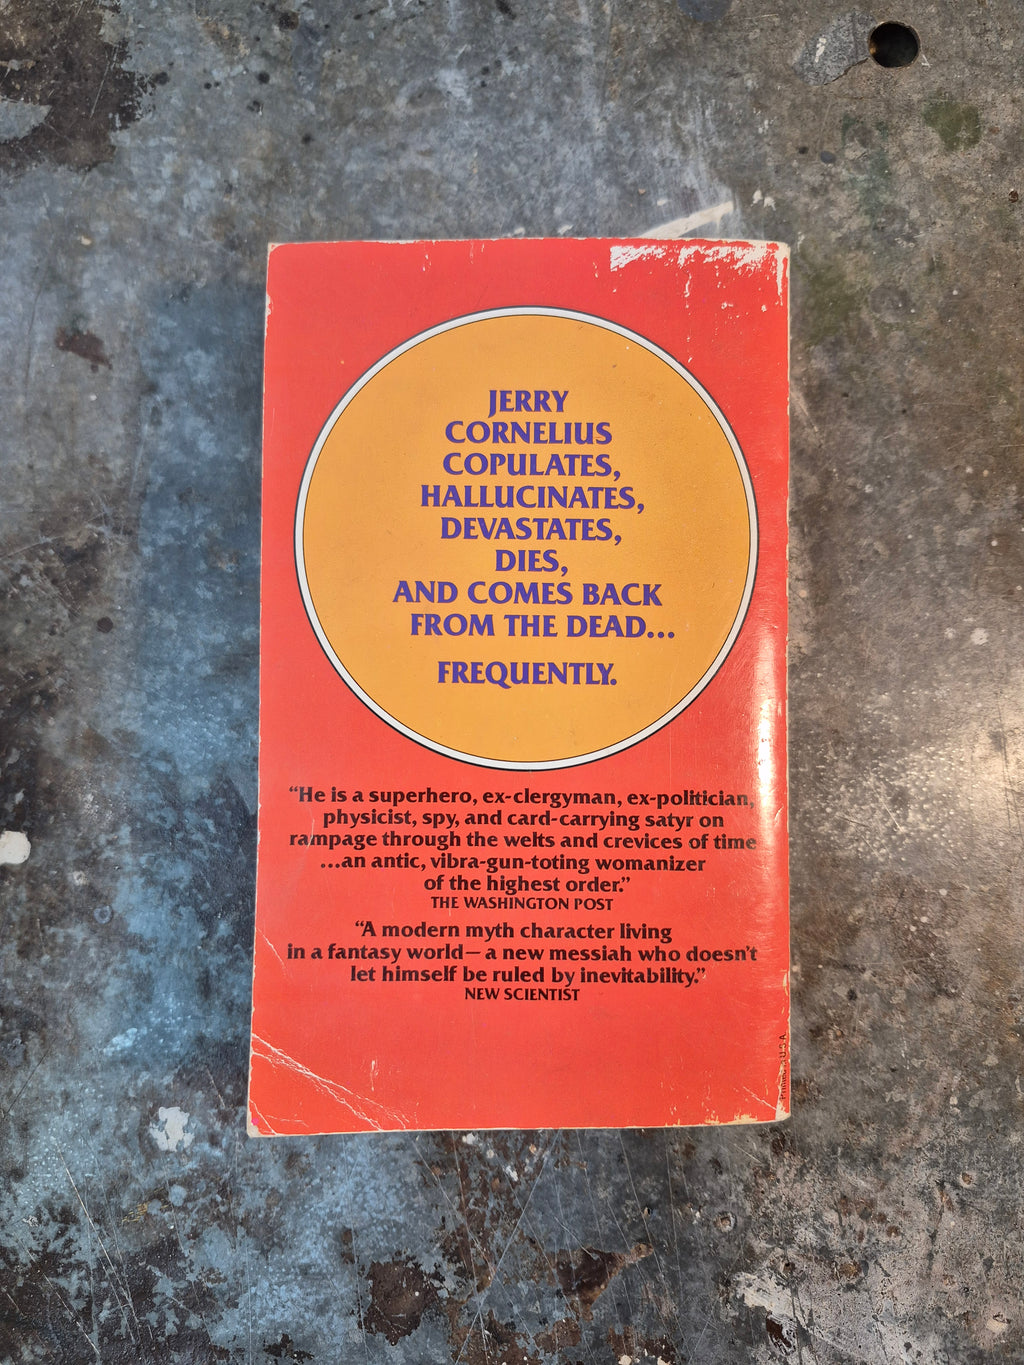 JERRY
CORNELIUS
COPULATES,
HALLUCINATES,
DEVASTATES,
DIES,
AND COMES BACK
FROM THE DEAD...
FREQUENTLY.
“He is a superhero, ex-clergyman, ex-politician,
physicist, spy, and card-carrying satyr on
rampage through the welts and crevices of time
...an antic, vibra-gun-toting womanizer
of the highest order.”
THE WASHINGTON POST
“A modern myth character living
in a fantasy world—a new messiah who doesn't
let himself be ruled by inevitability.”
NEW SCIENTIST
U.S.A.